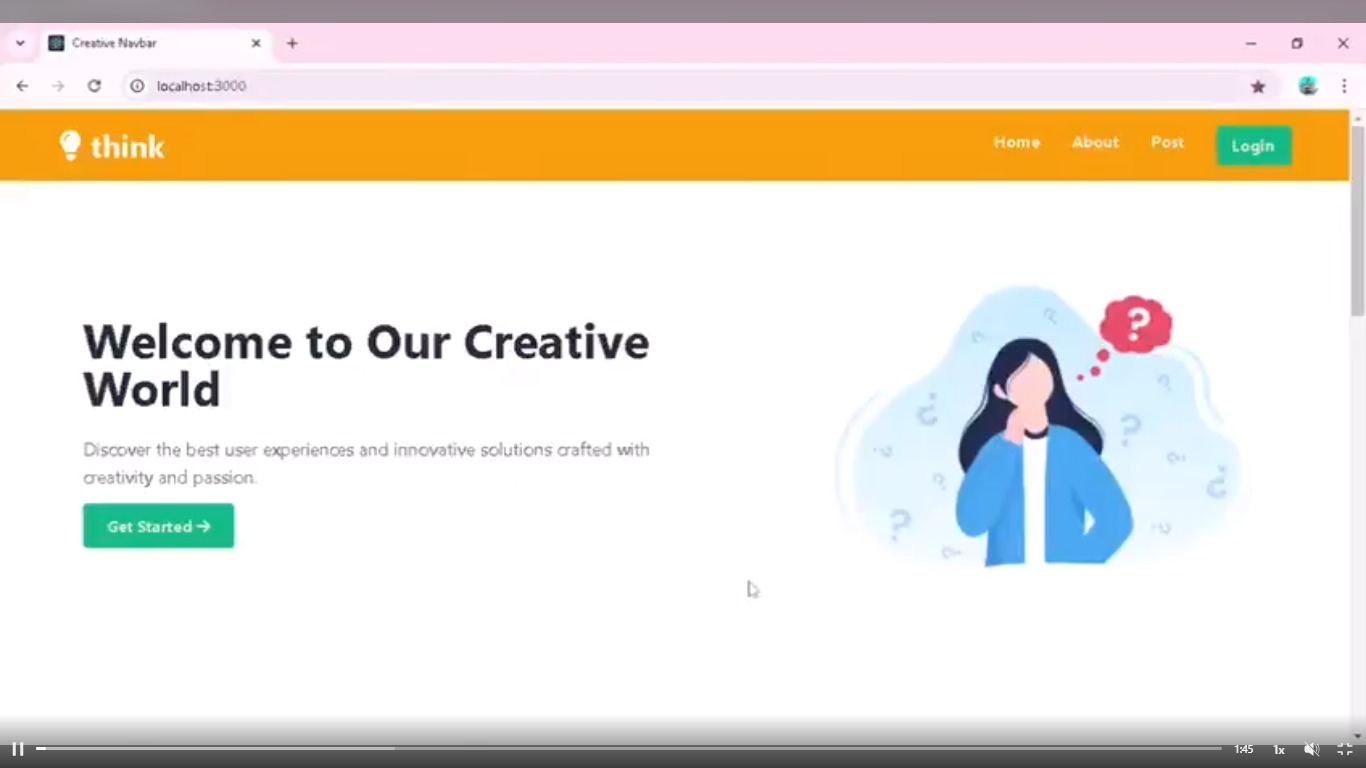 Creative Navbar
localhost:3000
think
Home About Post Login
Welcome to Our Creative
World
Discover the best user experiences and innovative solutions crafted with
creativity and passion.
Get Started →
?
1:45 1x